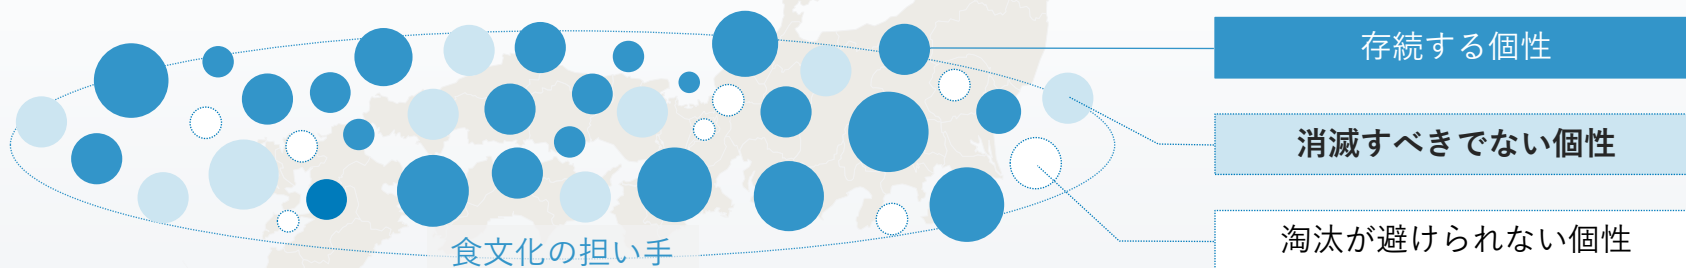 存続する個性
消滅すべきでない個性
淘汰が避けられない個性
食文化の担い手